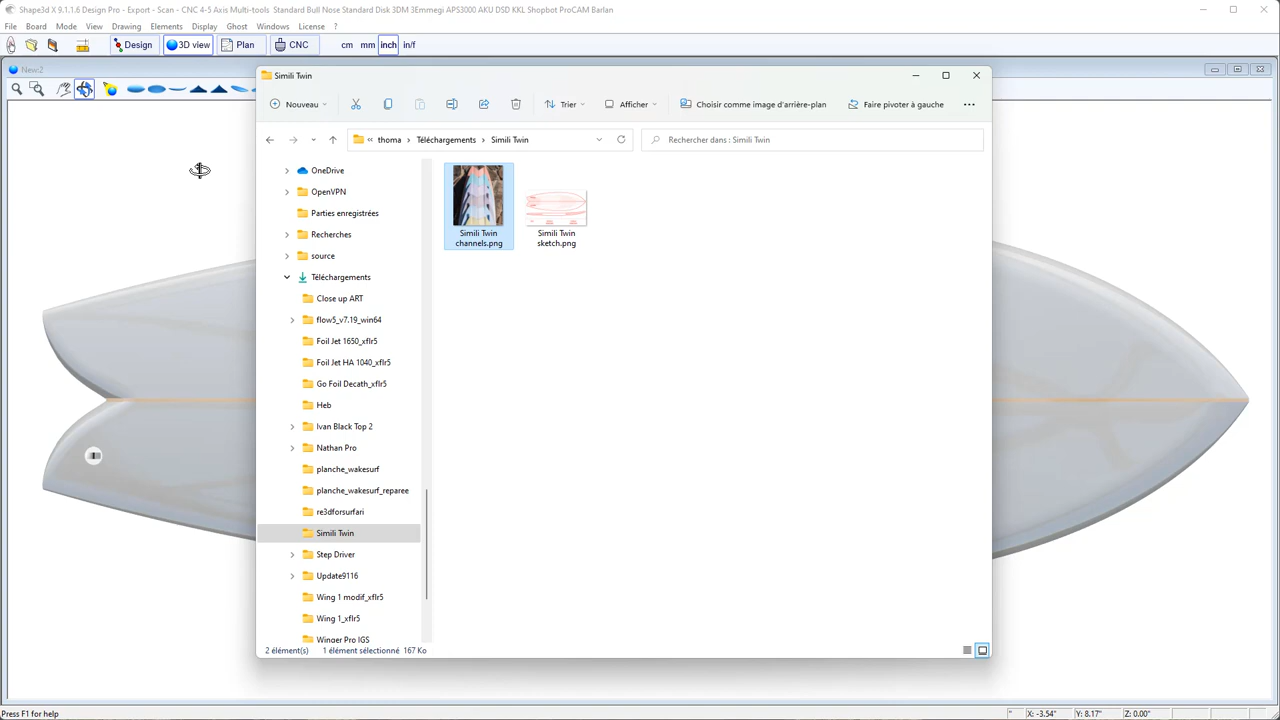 Shape3d X 9.1.1.6 Design Pro - Export - Scan - CNC 4-5 Axis Multi-tools  Standard Bull Nose Standard Disk 3DM 3Emmegi APS3000 AKU DSD KKL Shopbot ProCAM Barlan
File Board Mode View Drawing Elements Display Ghost Windows License ?
Design 3D view Plan CNC cm mm inch in/f
New:2
Simili Twin
Nouveau Trier Afficher Choisir comme image d'arrière-plan Faire pivoter à gauche
« thoma > Téléchargements > Simili Twin
Rechercher dans : Simili Twin
OneDrive
OpenVPN
Parties enregistrées
Recherches
source
Téléchargements
Close up ART
flow5_v7.19_win64
Foil Jet 1650_xflr5
Foil Jet HA 1040_xflr5
Go Foil Decath_xflr5
Heb
Ivan Black Top 2
Nathan Pro
planche_wakesurf
planche_wakesurf_reparee
re3dforsurfari
Simili Twin
Step Driver
Update9116
Wing 1 modif_xflr5
Wing 1_xflr5
Winger Pro IGS
Simili Twin
channels.png
Simili Twin
sketch.png
2 élément(s) 1 élément sélectionné 167 Ko
Press F1 for help
" X: -3.54" Y: 8.17" Z: 0.00"